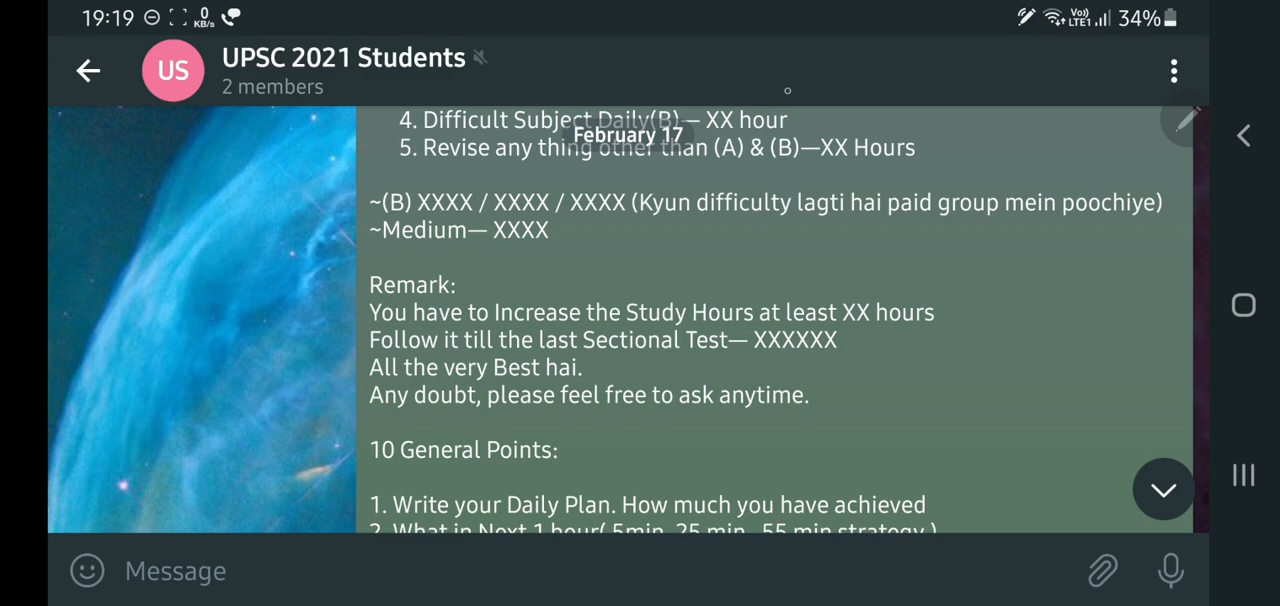 19:19 0 KB/s Vo) LTE1 34%
US UPSC 2021 Students
2 members
4. Difficult Subject Daily(B)— XX hour
February 17
5. Revise any thing other than (A) & (B)—XX Hours
~(B) XXXX / XXXX / XXXX (Kyun difficulty lagti hai paid group mein poochiye)
~Medium— XXXX
Remark:
You have to Increase the Study Hours at least XX hours
Follow it till the last Sectional Test— XXXXXX
All the very Best hai.
Any doubt, please feel free to ask anytime.
10 General Points:
1. Write your Daily Plan. How much you have achieved
2. What in Next 1 hour( 5min, 25 min, 55 min strategy )
Message